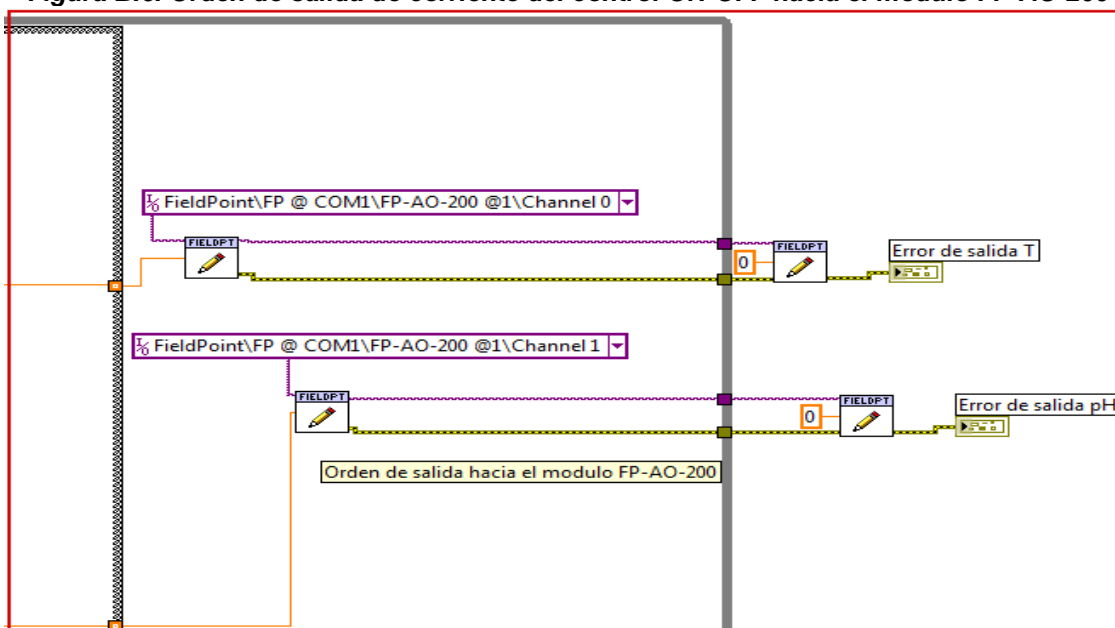 FieldPoint\FP @ COM1\FP-AO-200 @1\Channel 0
FIELDPT
FIELDPT
0
Error de salida T
FieldPoint\FP @ COM1\FP-AO-200 @1\Channel 1
FIELDPT
FIELDPT
0
Error de salida pH
Orden de salida hacia el modulo FP-AO-200